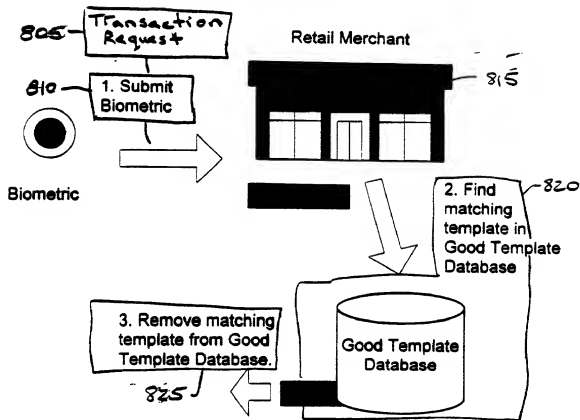 805
Transaction
Request
Retail Merchant
815
810
1. Submit
Biometric
Biometric
820
2. Find
matching
template in
Good Template
Database
3. Remove matching
template from Good
Template Database.
825
Good Template
Database